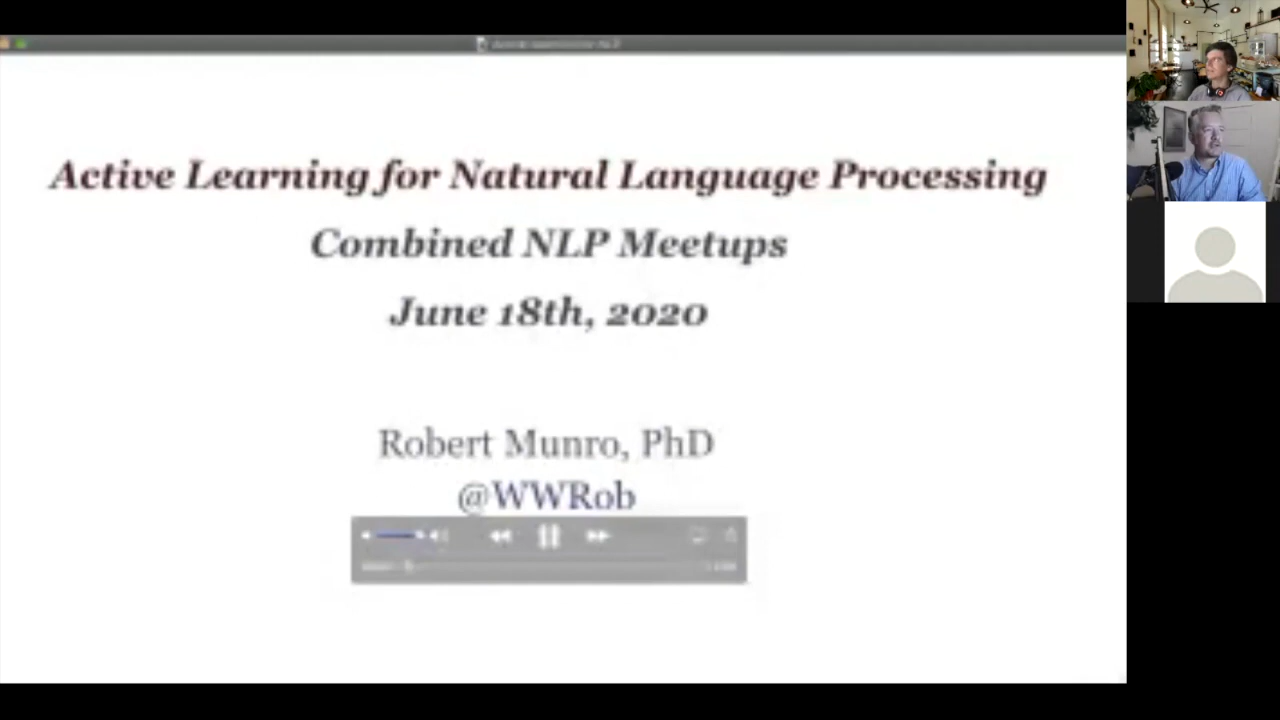 Active Learning for Natural Language Processing
Combined NLP Meetups
June 18th, 2020
Robert Munro, PhD
@WWRob